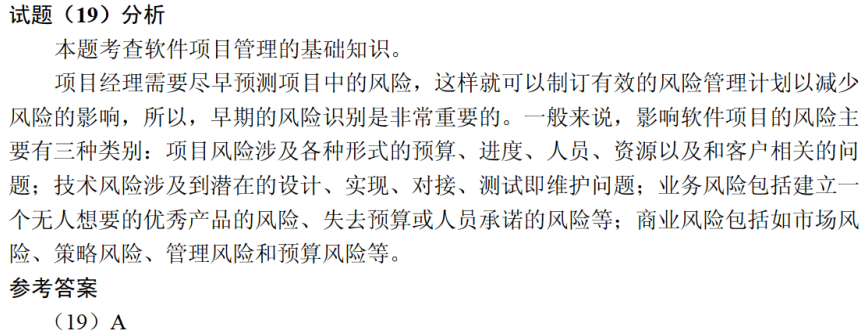 试题（19）分析
本题考查软件项目管理的基础知识。
项目经理需要尽早预测项目中的风险，这样就可以制订有效的风险管理计划以减少
风险的影响，所以，早期的风险识别是非常重要的。一般来说，影响软件项目的风险主
要有三种类别：项目风险涉及各种形式的预算、进度、人员、资源以及和客户相关的问
题；技术风险涉及到潜在的设计、实现、对接、测试即维护问题；业务风险包括建立一
个无人想要的优秀产品的风险、失去预算或人员承诺的风险等；商业风险包括如市场风
险、策略风险、管理风险和预算风险等。
参考答案
（19）A